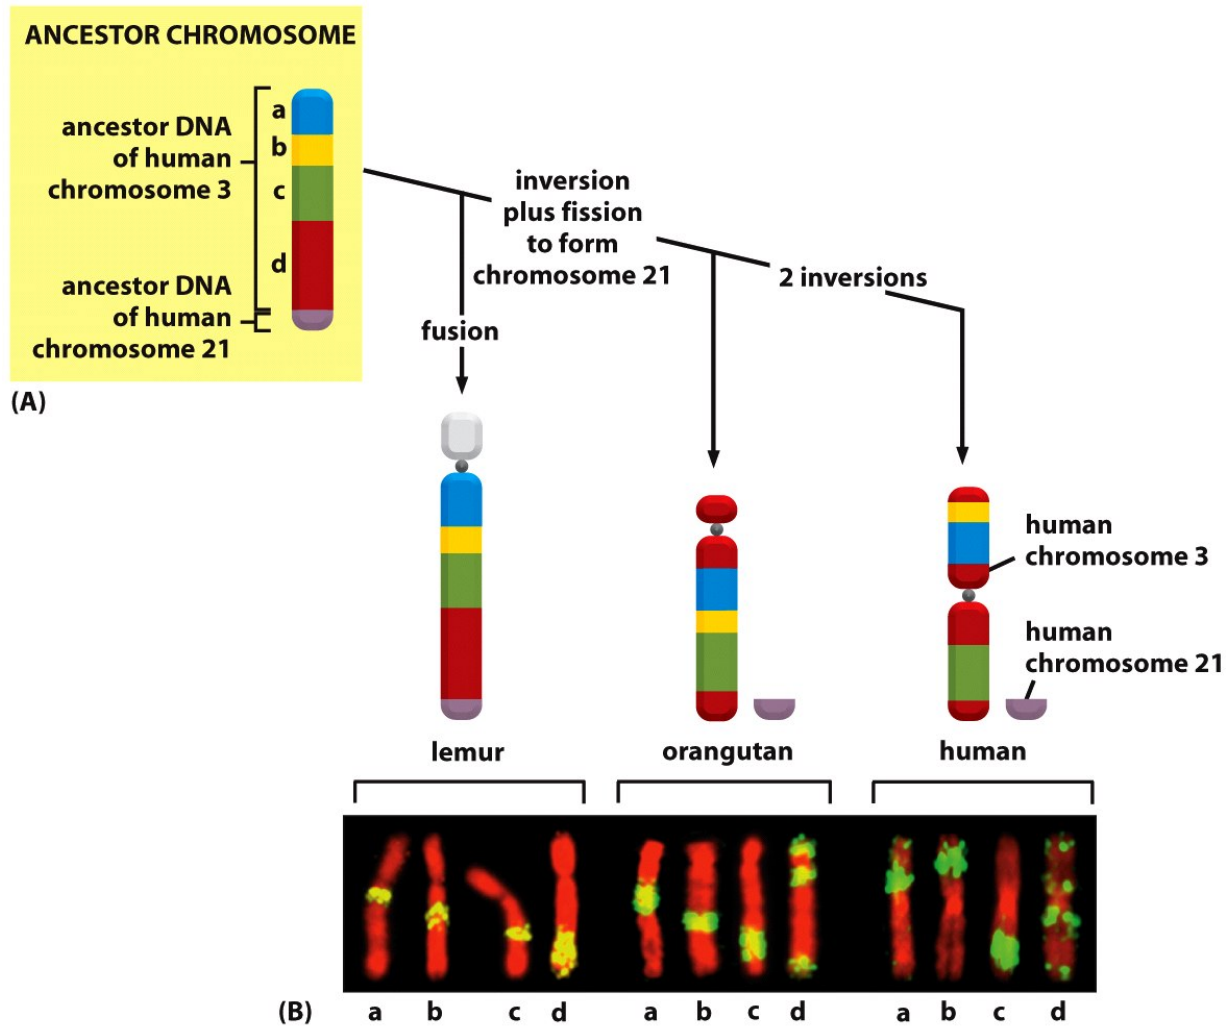 ANCESTOR CHROMOSOME
ancestor DNA
of human
chromosome 3
a
b
c
d
ancestor DNA
of human
chromosome 21
(A)
inversion
plus fission
to form
chromosome 21
2 inversions
fusion
human
chromosome 3
human
chromosome 21
lemur
orangutan
human
(B)
a b c d
a b c d
a b c d